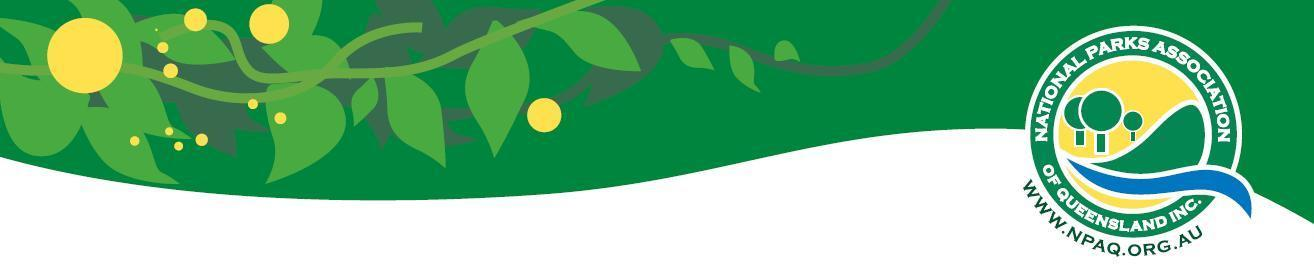 NATIONAL PARKS ASSOCIATION
OF QUEENSLAND INC.
WWW.NPAQ.ORG.AU